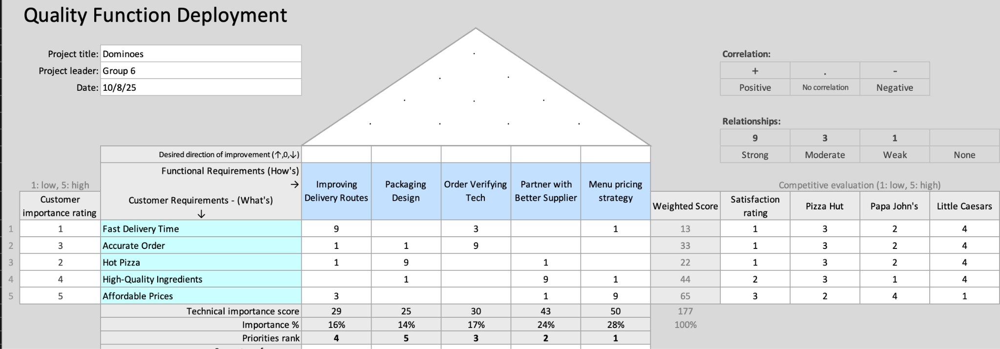 Quality Function Deployment
Project title: Dominoes
Project leader: Group 6
Date: 10/8/25
Correlation:
+ . -
Positive No correlation Negative
Relationships:
9 3 1
Strong Moderate Weak None
Desired direction of improvement (↑,0,↓)
1: low, 5: high
Customer importance rating
Functional Requirements (How's) →
Customer Requirements - (What's) ↓
Improving Delivery Routes
Packaging Design
Order Verifying Tech
Partner with Better Supplier
Menu pricing strategy
Weighted Score
Competitive evaluation (1: low, 5: high)
Satisfaction rating
Pizza Hut
Papa John's
Little Caesars
1 1 Fast Delivery Time 9 3 1 13 1 3 2 4
2 3 Accurate Order 1 1 9 33 1 3 2 4
3 2 Hot Pizza 1 9 1 22 1 3 2 4
4 4 High-Quality Ingredients 1 9 1 44 2 3 1 4
5 5 Affordable Prices 3 1 9 65 3 2 4 1
Technical importance score 29 25 30 43 50 177
Importance % 16% 14% 17% 24% 28% 100%
Priorities rank 4 5 3 2 1